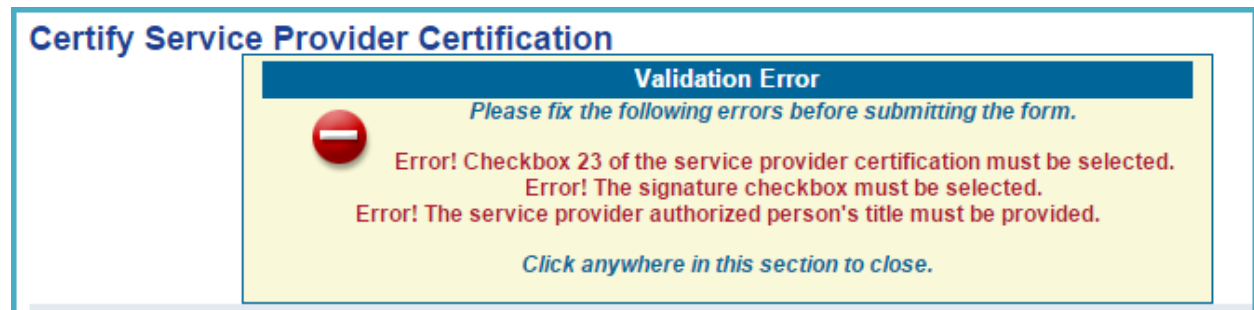 Certify Service Provider Certification
Validation Error
Please fix the following errors before submitting the form.
Error! Checkbox 23 of the service provider certification must be selected.
Error! The signature checkbox must be selected.
Error! The service provider authorized person's title must be provided.
Click anywhere in this section to close.